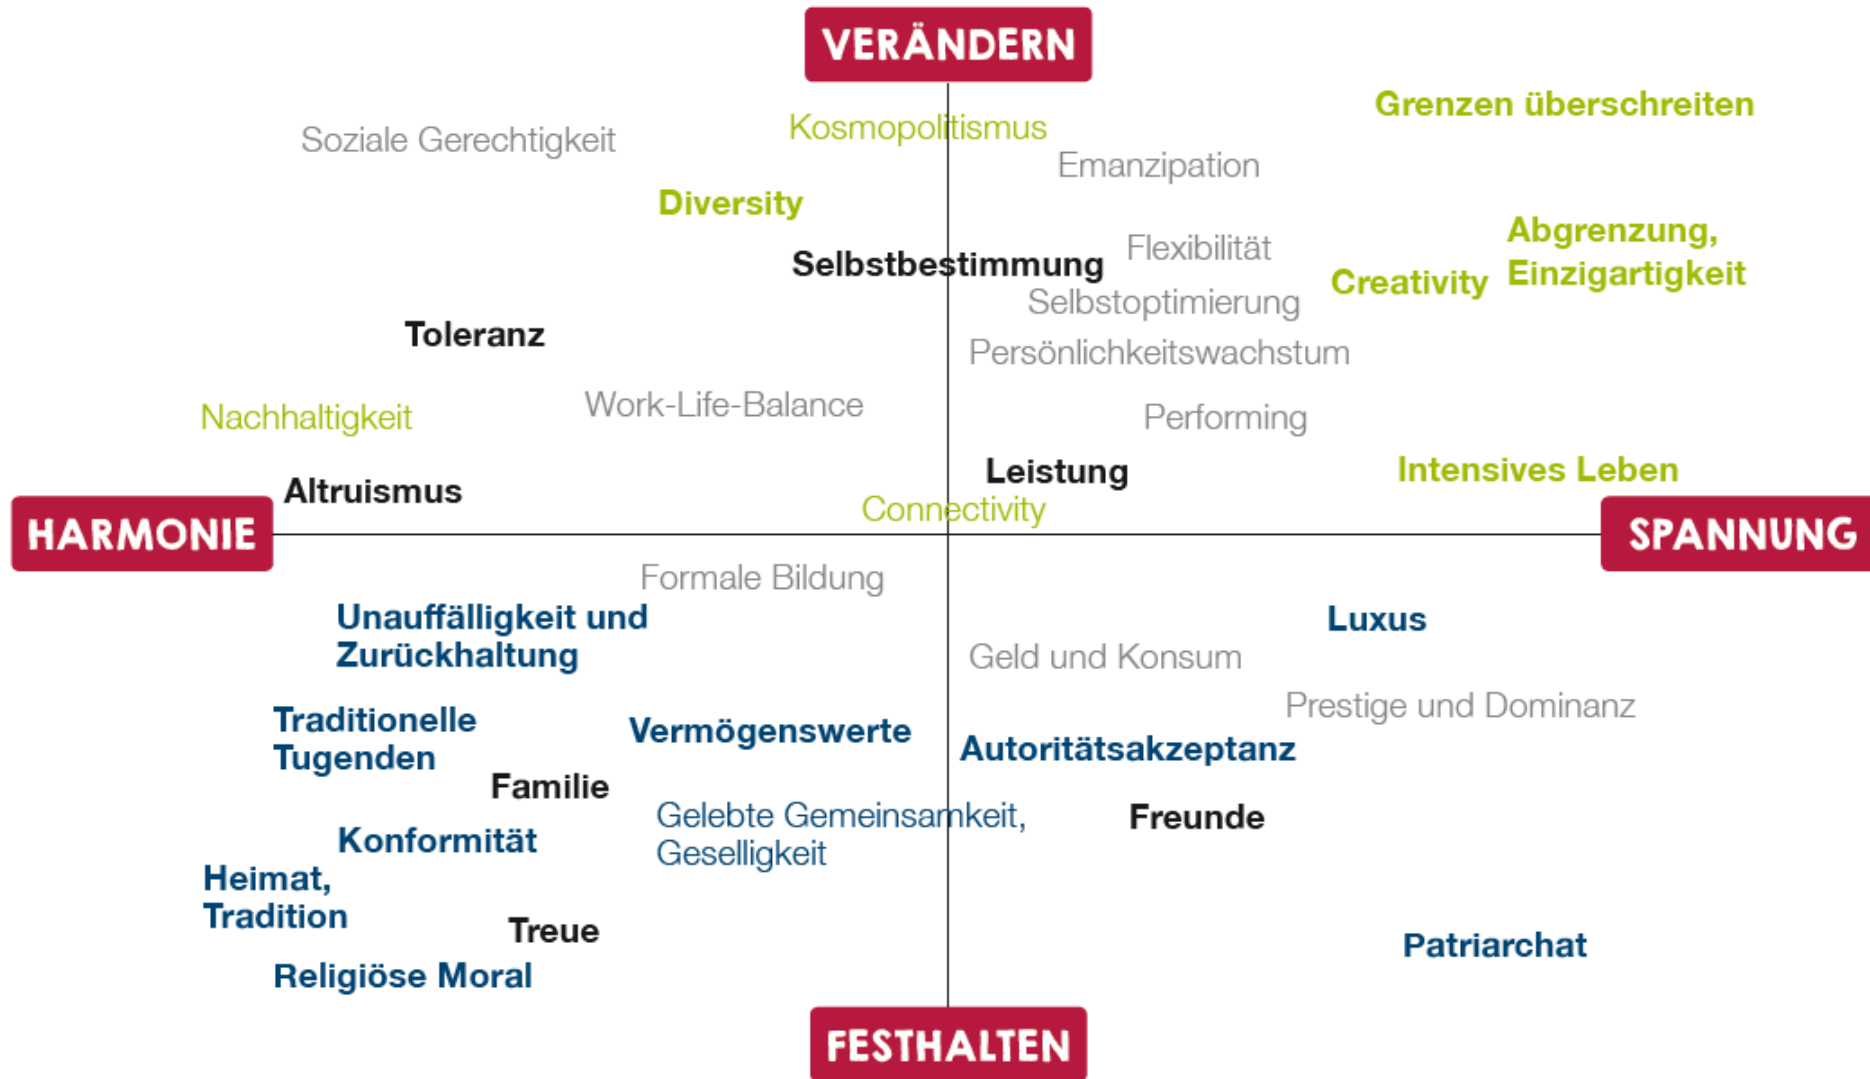 VERÄNDERN
Grenzen überschreiten
Kosmopolitismus
Soziale Gerechtigkeit
Emanzipation
Diversity
Abgrenzung,
Einzigartigkeit
Flexibilität
Selbstbestimmung
Creativity
Selbstoptimierung
Toleranz
Persönlichkeitswachstum
Work-Life-Balance
Nachhaltigkeit
Performing
Intensives Leben
Leistung
Altruismus
Connectivity
HARMONIE
SPANNUNG
Formale Bildung
Unauffälligkeit und
Zurückhaltung
Luxus
Geld und Konsum
Prestige und Dominanz
Traditionelle
Tugenden
Vermögenswerte
Autoritätsakzeptanz
Familie
Gelebte Gemeinsamkeit,
Geselligkeit
Freunde
Konformität
Heimat,
Tradition
Treue
Patriarchat
Religiöse Moral
FESTHALTEN